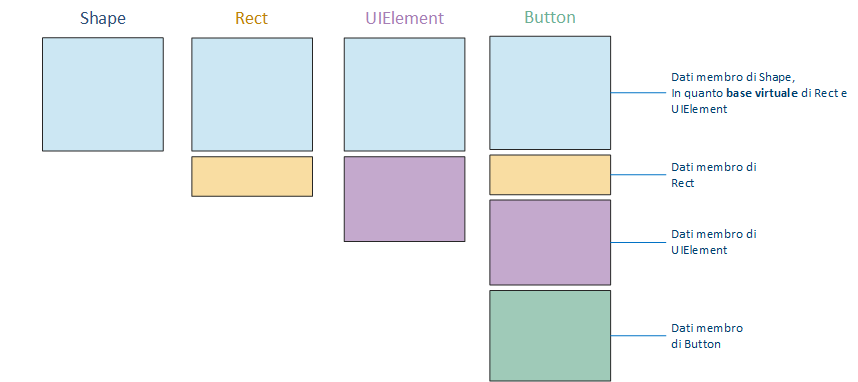 Shape
Rect
UIElement
Button
Dati membro di Shape,
In quanto base virtuale di Rect e
UIElement
Dati membro di
Rect
Dati membro di
UIElement
Dati membro
di Button